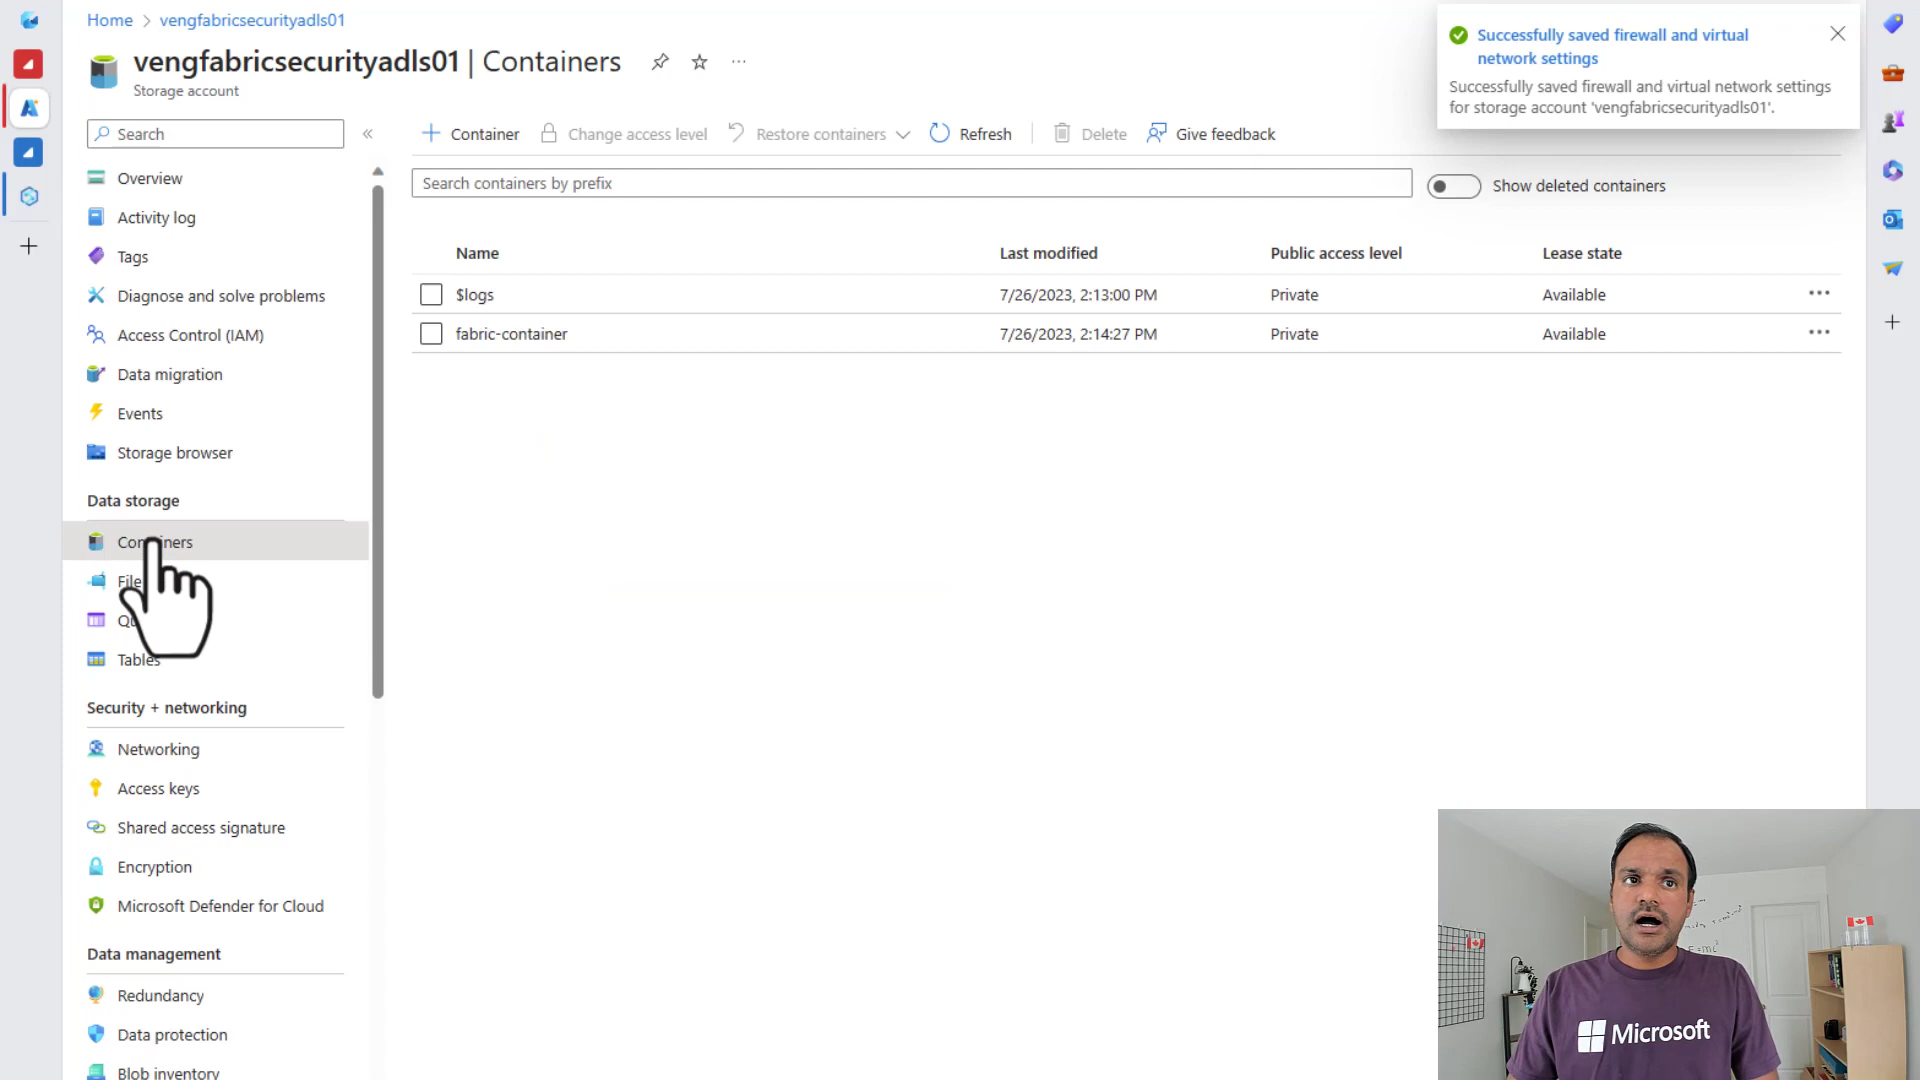 Home > vengfabricsecurityadls01
vengfabricsecurityadls01 | Containers
Storage account
Successfully saved firewall and virtual
network settings
Successfully saved firewall and virtual network settings
for storage account 'vengfabricsecurityadls01'.
Search
Container
Change access level
Restore containers
Refresh
Delete
Give feedback
Search containers by prefix
Show deleted containers
Name Last modified Public access level Lease state
$logs 7/26/2023, 2:13:00 PM Private Available
fabric-container 7/26/2023, 2:14:27 PM Private Available
Overview
Activity log
Tags
Diagnose and solve problems
Access Control (IAM)
Data migration
Events
Storage browser
Data storage
Containers
Tables
Security + networking
Networking
Access keys
Shared access signature
Encryption
Microsoft Defender for Cloud
Data management
Redundancy
Data protection
Blob inventory
Microsoft